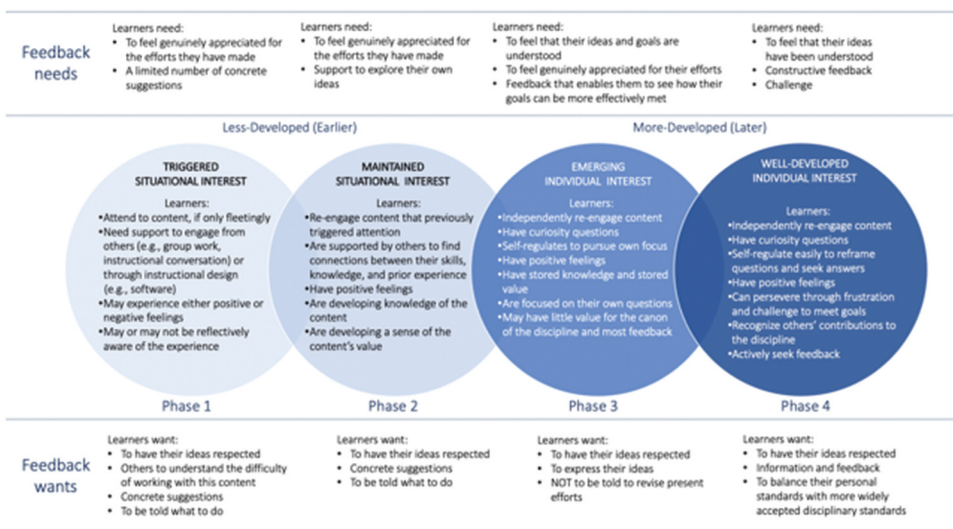 Feedback
needs
Learners need:
• To feel genuinely appreciated for
the efforts they have made
• A limited number of concrete
suggestions
Learners need:
• To feel genuinely appreciated for
the efforts they have made
• Support to explore their own
ideas
Learners need:
• To feel that their ideas and goals are
understood
• To feel genuinely appreciated for their efforts
• Feedback that enables them to see how their
goals can be more effectively met
Learners need:
• To feel that their ideas
have been understood
• Constructive feedback
• Challenge
Less-Developed (Earlier)
More-Developed (Later)
TRIGGERED
SITUATIONAL INTEREST
Learners:
•Attend to content, if only fleetingly
•Need support to engage from
others (e.g., group work,
instructional conversation) or
through instructional design
(e.g., software)
•May experience either positive or
negative feelings
•May or may not be reflectively
aware of the experience
Phase 1
MAINTAINED
SITUATIONAL INTEREST
Learners:
•Re-engage content that previously
triggered attention
•Are supported by others to find
connections between their skills,
knowledge, and prior experience
•Have positive feelings
•Are developing knowledge of the
content
•Are developing a sense of the
content's value
Phase 2
EMERGING
INDIVIDUAL INTEREST
Learners:
•Independently re-engage content
•Have curiosity questions
•Self-regulates to pursue own focus
•Have positive feelings
•Have stored knowledge and stored
value
•Are focused on their own questions
•May have little value for the canon
of the discipline and most feedback
Phase 3
WELL-DEVELOPED
INDIVIDUAL INTEREST
Learners:
•Independently re-engage content
•Have curiosity questions
•Self-regulate easily to reframe
questions and seek answers
•Have positive feelings
•Can persevere through frustration
and challenge to meet goals
•Recognize others' contributions to
the discipline
•Actively seek feedback
Phase 4
Feedback
wants
Learners want:
• To have their ideas respected
• Others to understand the difficulty
of working with this content
• Concrete suggestions
• To be told what to do
Learners want:
• To have their ideas respected
• Concrete suggestions
• To be told what to do
Learners want:
• To have their ideas respected
• To express their ideas
• NOT to be told to revise present
efforts
Learners want:
• To have their ideas respected
• Information and feedback
• To balance their personal
standards with more widely
accepted disciplinary standards